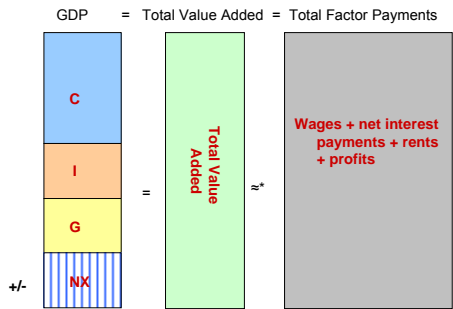 GDP = Total Value Added = Total Factor Payments
C
I
G
+/- NX
=
Total Value
Added
≈*
Wages + net interest
payments + rents
+ profits